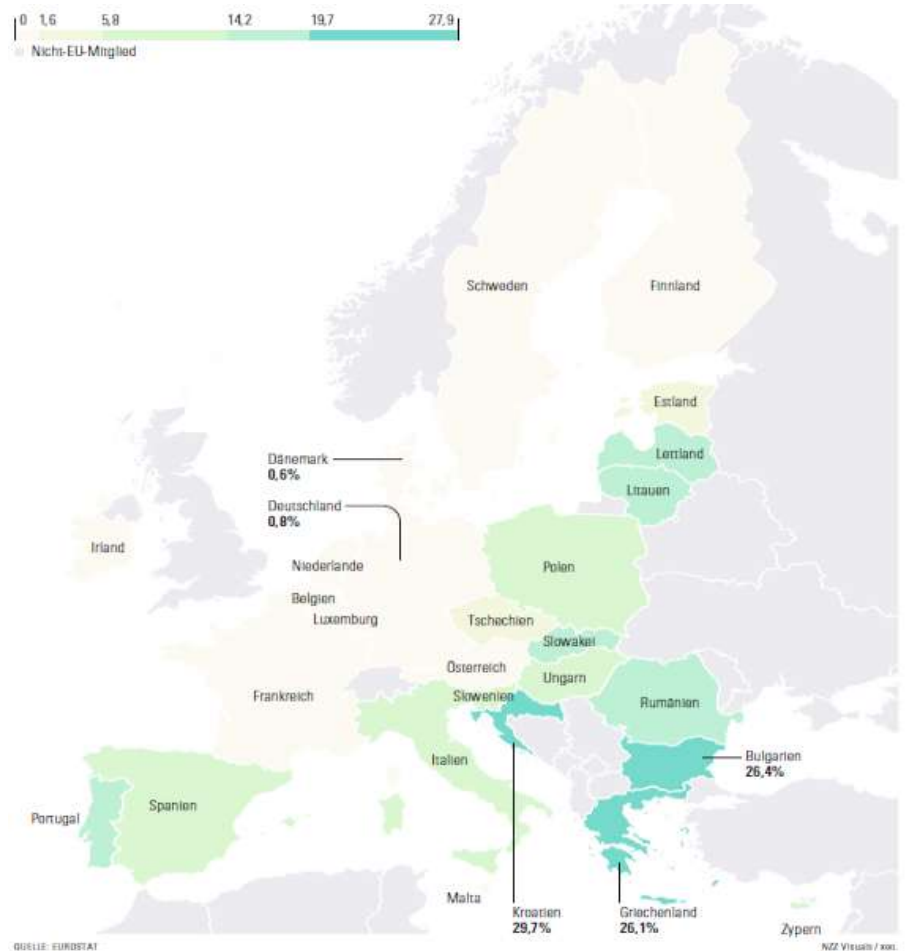 0 1,6 5,8 14,2 19,7 27,9
Nicht-EU-Mitglied
Schweden
Finnland
Estland
Lettland
Litauen
Dänemark
0,6%
Deutschland
0,8%
Irland
Niederlande
Polen
Belgien
Luxemburg
Tschechien
Slowakei
Österreich
Ungarn
Frankreich
Slowenien
Rumänien
Italien
Bulgarien
26,4%
Spanien
Portugal
Malta
Kroatien
29,7%
Griechenland
26,1%
Zypern
QUELLE: EUROSTAT
NZZ Visuals /